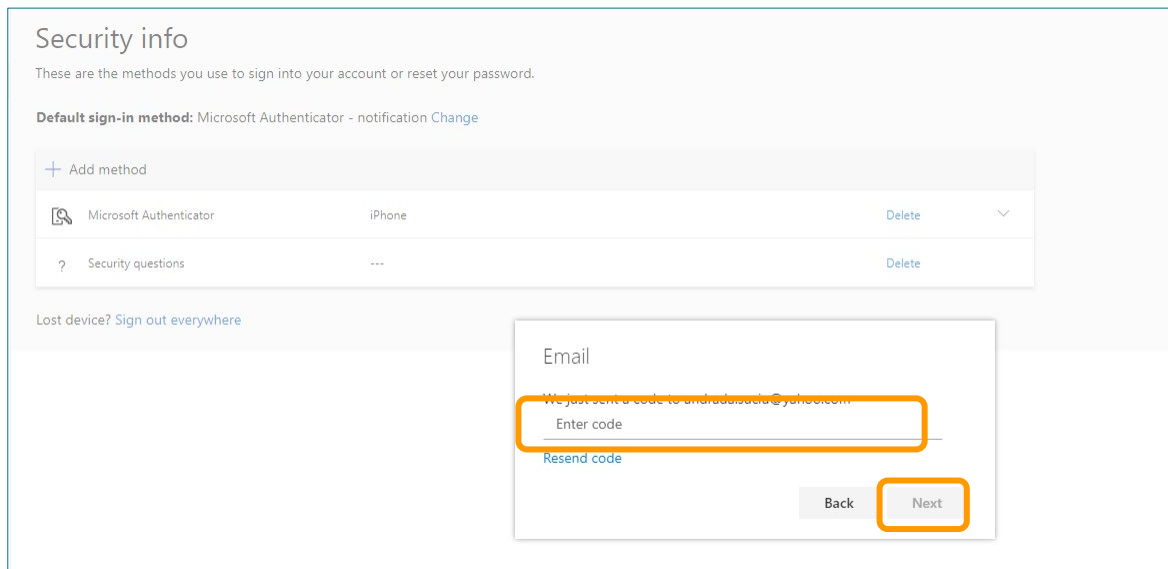 Security info
These are the methods you use to sign into your account or reset your password.
Default sign-in method: Microsoft Authenticator - notification Change
Add method
Microsoft Authenticator iPhone Delete
? Security questions --- Delete
Lost device? Sign out everywhere
Email
We just sent a code to
Enter code
Resend code
Back Next